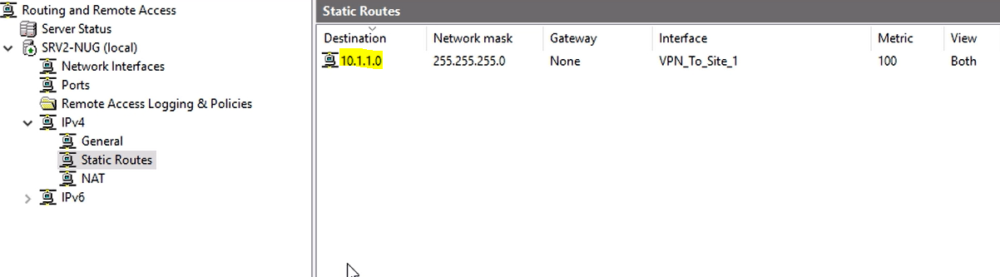 Routing and Remote Access
Server Status
SRV2-NUG (local)
Network Interfaces
Ports
Remote Access Logging & Policies
IPv4
General
Static Routes
NAT
IPv6
Static Routes
Destination Network mask Gateway Interface Metric View
10.1.1.0 255.255.255.0 None VPN_To_Site_1 100 Both